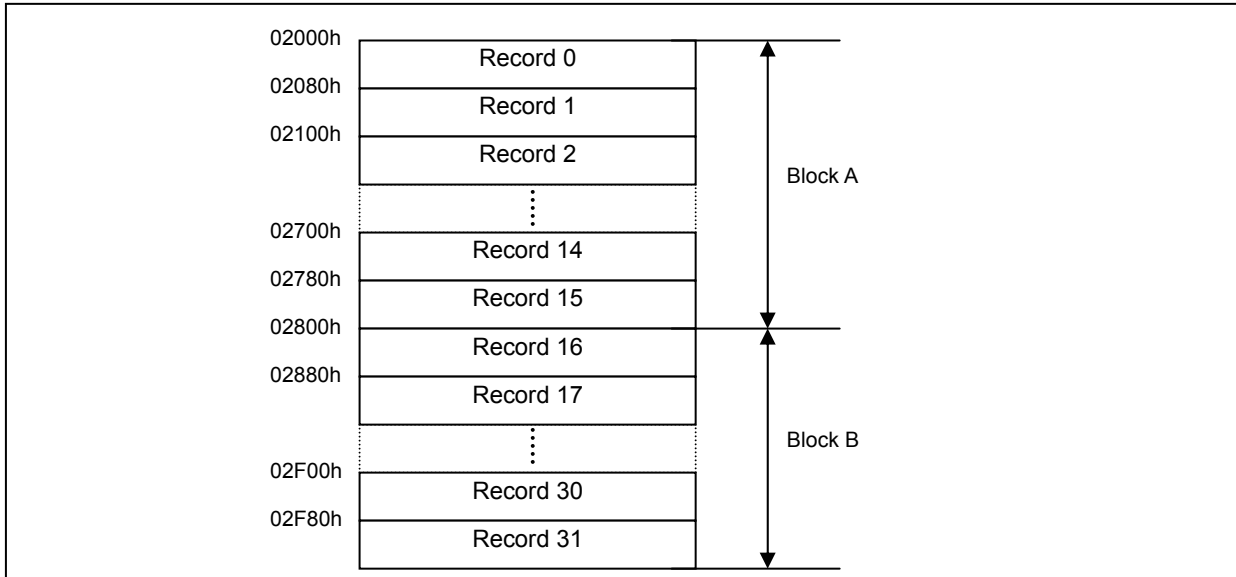 02000h
Record 0
02080h
Record 1
02100h
Record 2
Block A
02700h
Record 14
02780h
Record 15
02800h
Record 16
02880h
Record 17
Block B
02F00h
Record 30
02F80h
Record 31